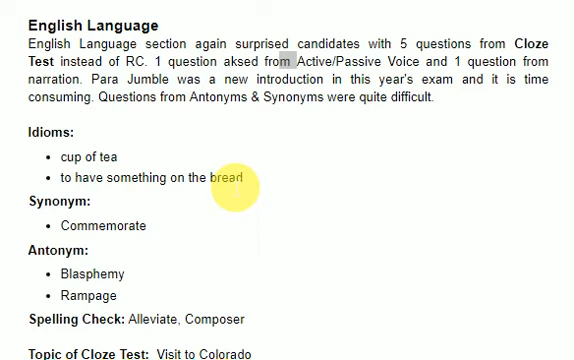 English Language
English Language section again surprised candidates with 5 questions from Cloze
Test instead of RC. 1 question aksed from Active/Passive Voice and 1 question from
narration. Para Jumble was a new introduction in this year's exam and it is time
consuming. Questions from Antonyms & Synonyms were quite difficult.
Idioms:
• cup of tea
• to have something on the bread
Synonym:
• Commemorate
Antonym:
• Blasphemy
• Rampage
Spelling Check: Alleviate, Composer
Topic of Cloze Test: Visit to Colorado